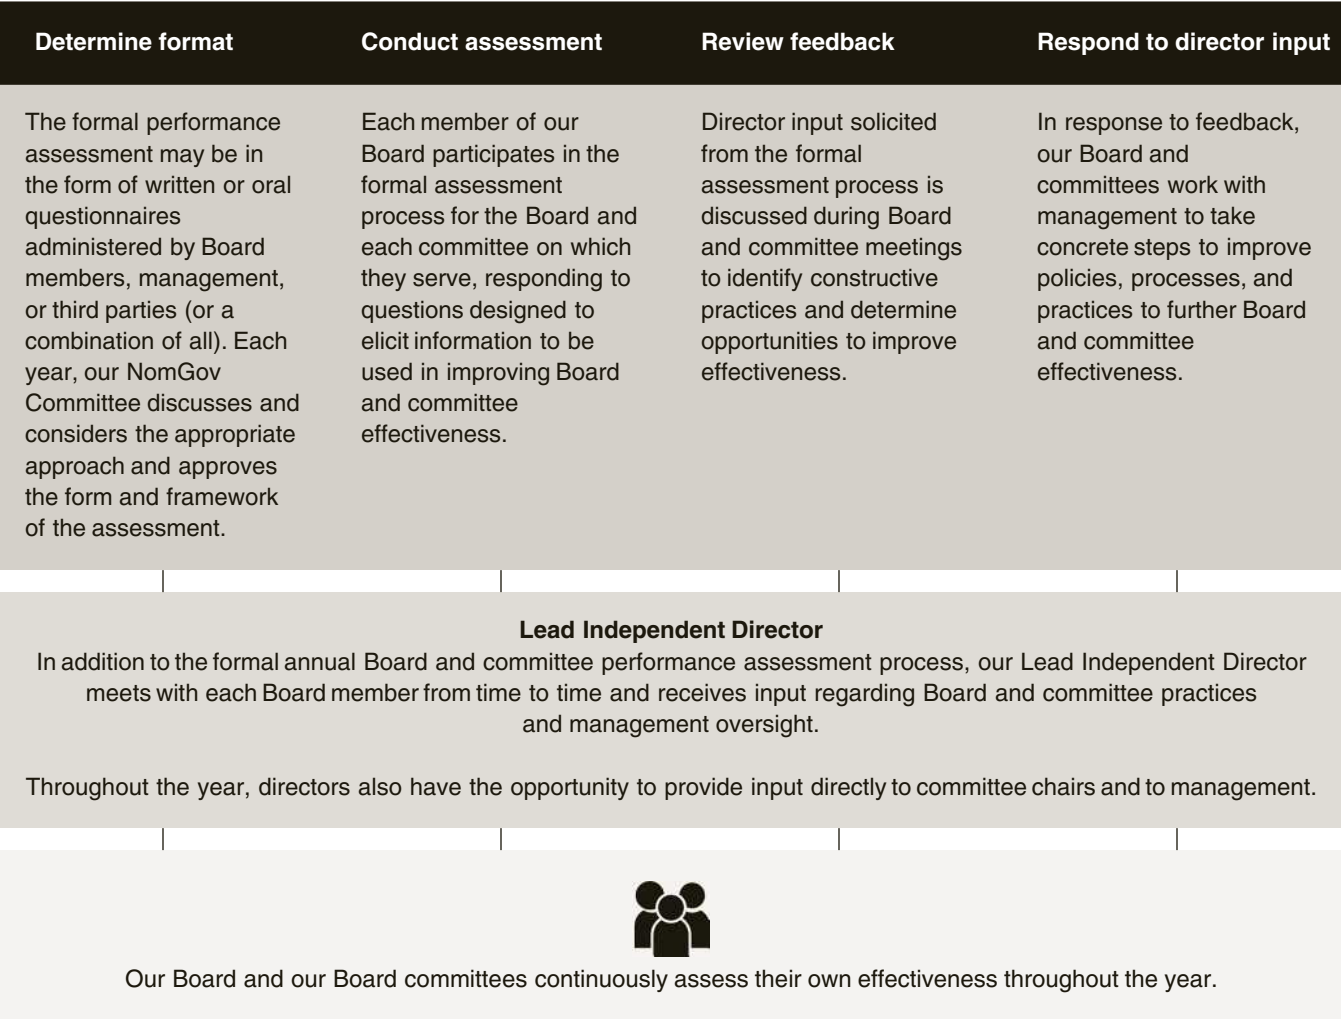 Determine format
Conduct assessment
Review feedback
Respond to director input
The formal performance
assessment may be in
the form of written or oral
questionnaires
administered by Board
members, management,
or third parties (or a
combination of all). Each
year, our NomGov
Committee discusses and
considers the appropriate
approach and approves
the form and framework
of the assessment.
Each member of our
Board participates in the
formal assessment
process for the Board and
each committee on which
they serve, responding to
questions designed to
elicit information to be
used in improving Board
and committee
effectiveness.
Director input solicited
from the formal
assessment process is
discussed during Board
and committee meetings
to identify constructive
practices and determine
opportunities to improve
effectiveness.
In response to feedback,
our Board and
committees work with
management to take
concrete steps to improve
policies, processes, and
practices to further Board
and committee
effectiveness.
Lead Independent Director
In addition to the formal annual Board and committee performance assessment process, our Lead Independent Director
meets with each Board member from time to time and receives input regarding Board and committee practices
and management oversight.
Throughout the year, directors also have the opportunity to provide input directly to committee chairs and to management.
Our Board and our Board committees continuously assess their own effectiveness throughout the year.